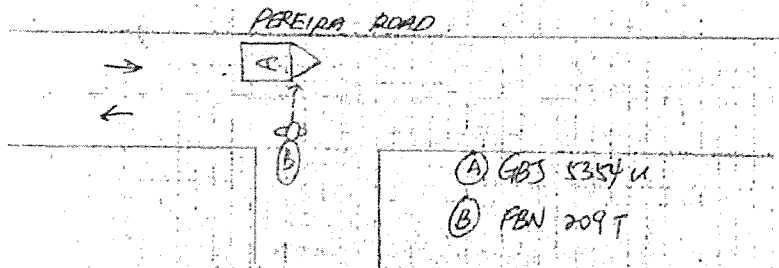 PEREIRA ROAD
A
B
Ⓐ GBJ 5354 U
Ⓑ FBN 209 T